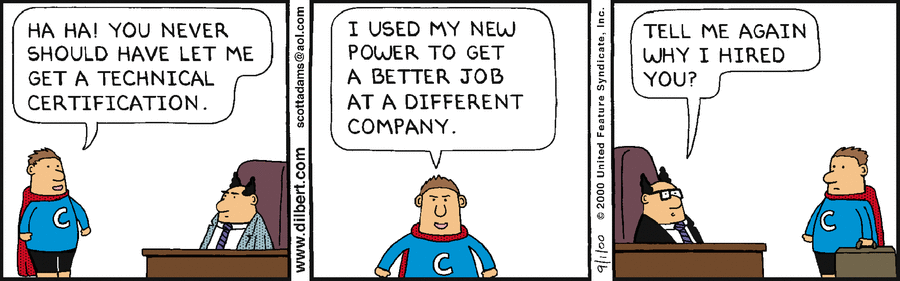 HA HA! YOU NEVER
SHOULD HAVE LET ME
GET A TECHNICAL
CERTIFICATION.
C
www.dilbert.com scottadams@aol.com
I USED MY NEW
POWER TO GET
A BETTER JOB
AT A DIFFERENT
COMPANY.
C
9/1/00 © 2000 United Feature Syndicate, Inc.
TELL ME AGAIN
WHY I HIRED
YOU?
C